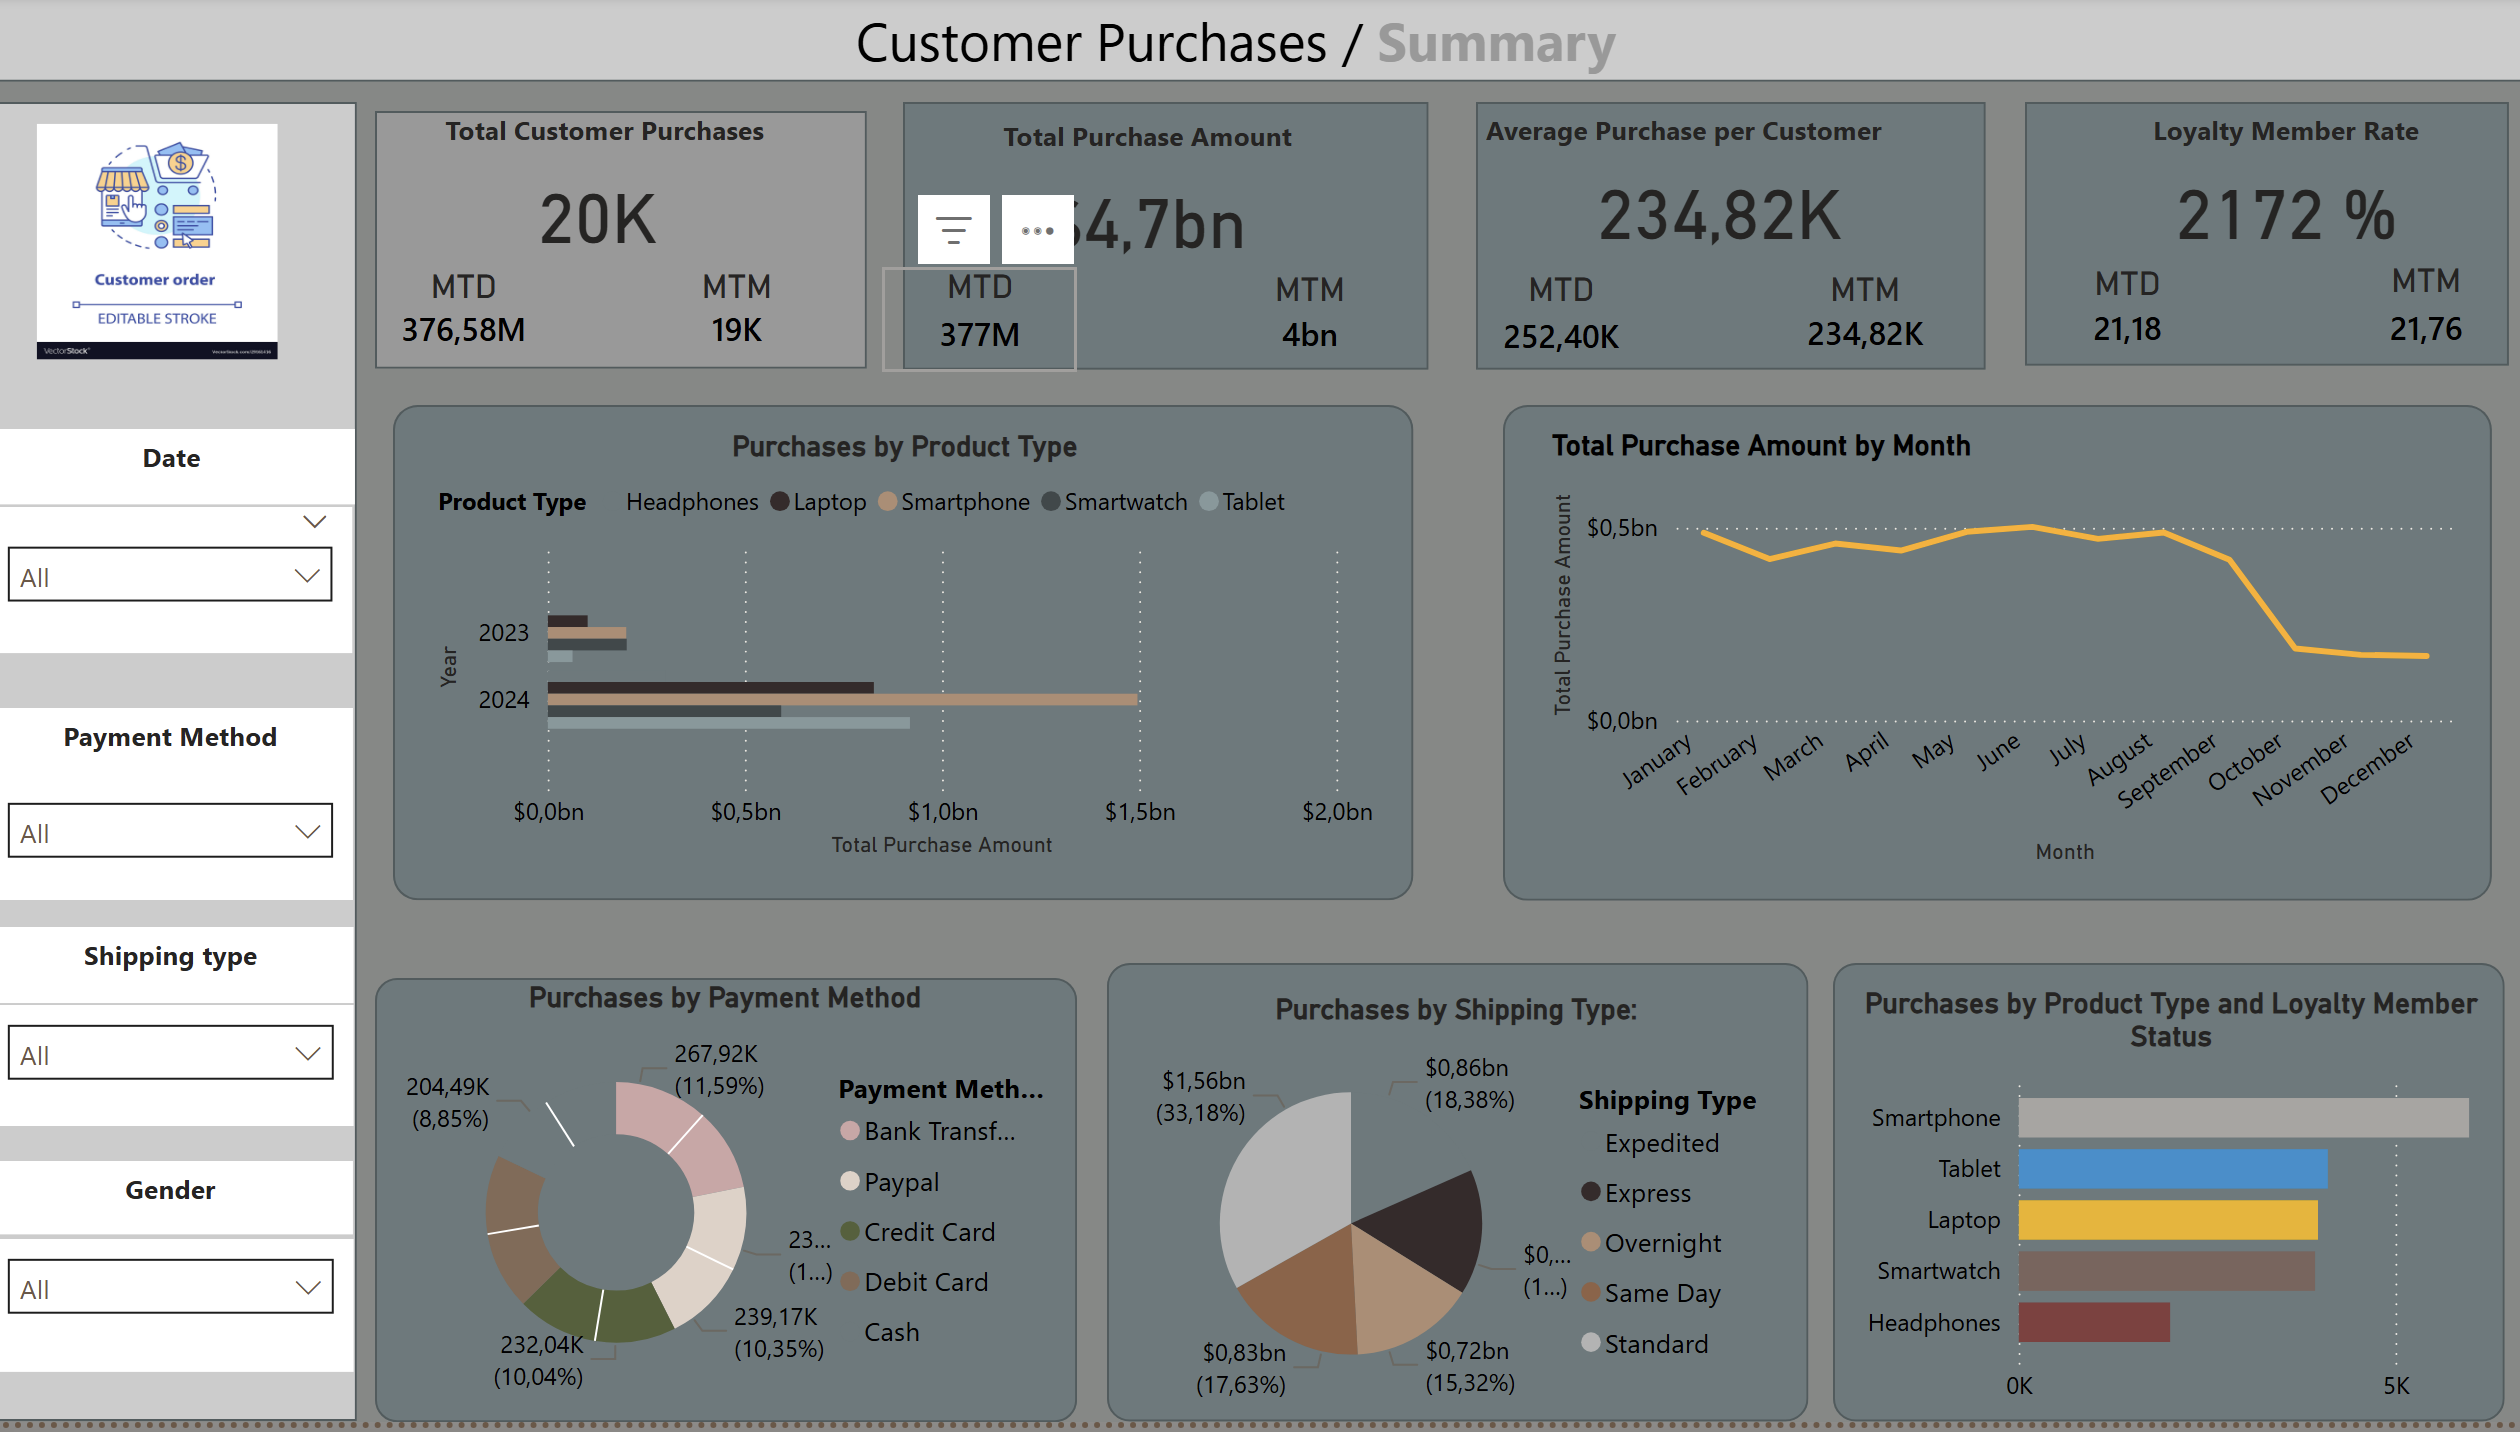 Customer Purchases / Summary
Customer order
EDITABLE STROKE
VectorStock
Date
All
Payment Method
All
Shipping type
All
Gender
All
Total Customer Purchases
20K
MTD
MTM
376,58M
19K
Total Purchase Amount
4,7bn
MTD
MTM
377M
4bn
Average Purchase per Customer
234,82K
MTD
MTM
252,40K
234,82K
Loyalty Member Rate
2172 %
MTD
MTM
21,18
21,76
Purchases by Product Type
Product Type Headphones Laptop Smartphone Smartwatch Tablet
Year
2023
2024
$0,0bn $0,5bn $1,0bn $1,5bn $2,0bn
Total Purchase Amount
Total Purchase Amount by Month
Total Purchase Amount
$0,5bn
$0,0bn
January February March April May June July August September October November December
Month
Purchases by Payment Method
267,92K
(11,59%)
204,49K
(8,85%)
23...
(1...)
239,17K
(10,35%)
232,04K
(10,04%)
Payment Meth...
Bank Transf...
Paypal
Credit Card
Debit Card
Cash
Purchases by Shipping Type:
$1,56bn
(33,18%)
$0,86bn
(18,38%)
$0,...
(1...)
$0,83bn
(17,63%)
$0,72bn
(15,32%)
Shipping Type
Expedited
Express
Overnight
Same Day
Standard
Purchases by Product Type and Loyalty Member
Status
Smartphone
Tablet
Laptop
Smartwatch
Headphones
0K 5K